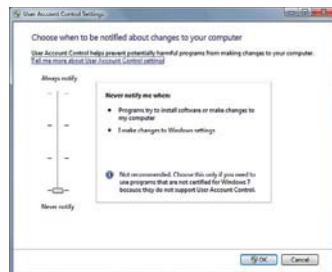 User Account Control Settings
Choose when to be notified about changes to your computer
User Account Control helps prevent potentially harmful programs from making changes to your computer.
Tell me more about User Account Control settings
Always notify
Never notify me when:
• Programs try to install software or make changes to
my computer
• I make changes to Windows settings
Not recommended. Choose this only if you need to
use programs that are not certified for Windows 7
because they do not support User Account Control.
Never notify
OK
Cancel